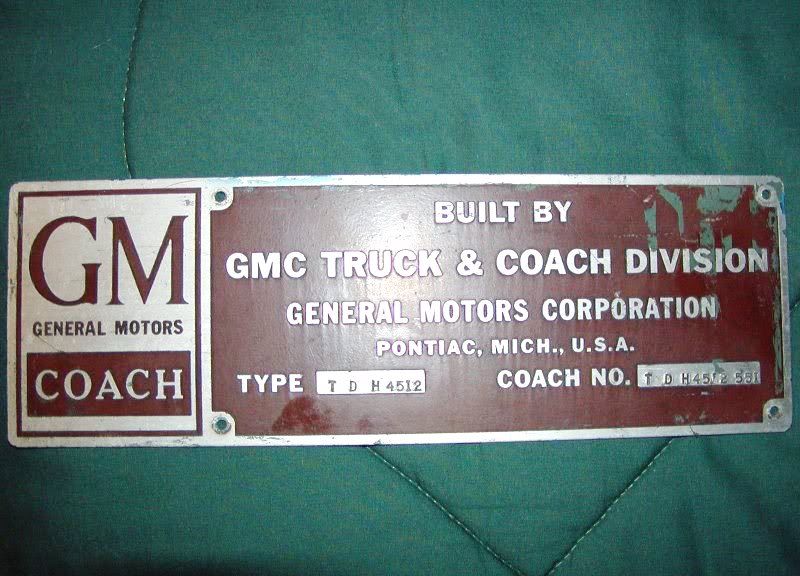 GM
GENERAL MOTORS
COACH
BUILT BY
GMC TRUCK & COACH DIVISION
GENERAL MOTORS CORPORATION
PONTIAC, MICH., U.S.A.
TYPE T D H 4512 COACH NO. T D H4512 551